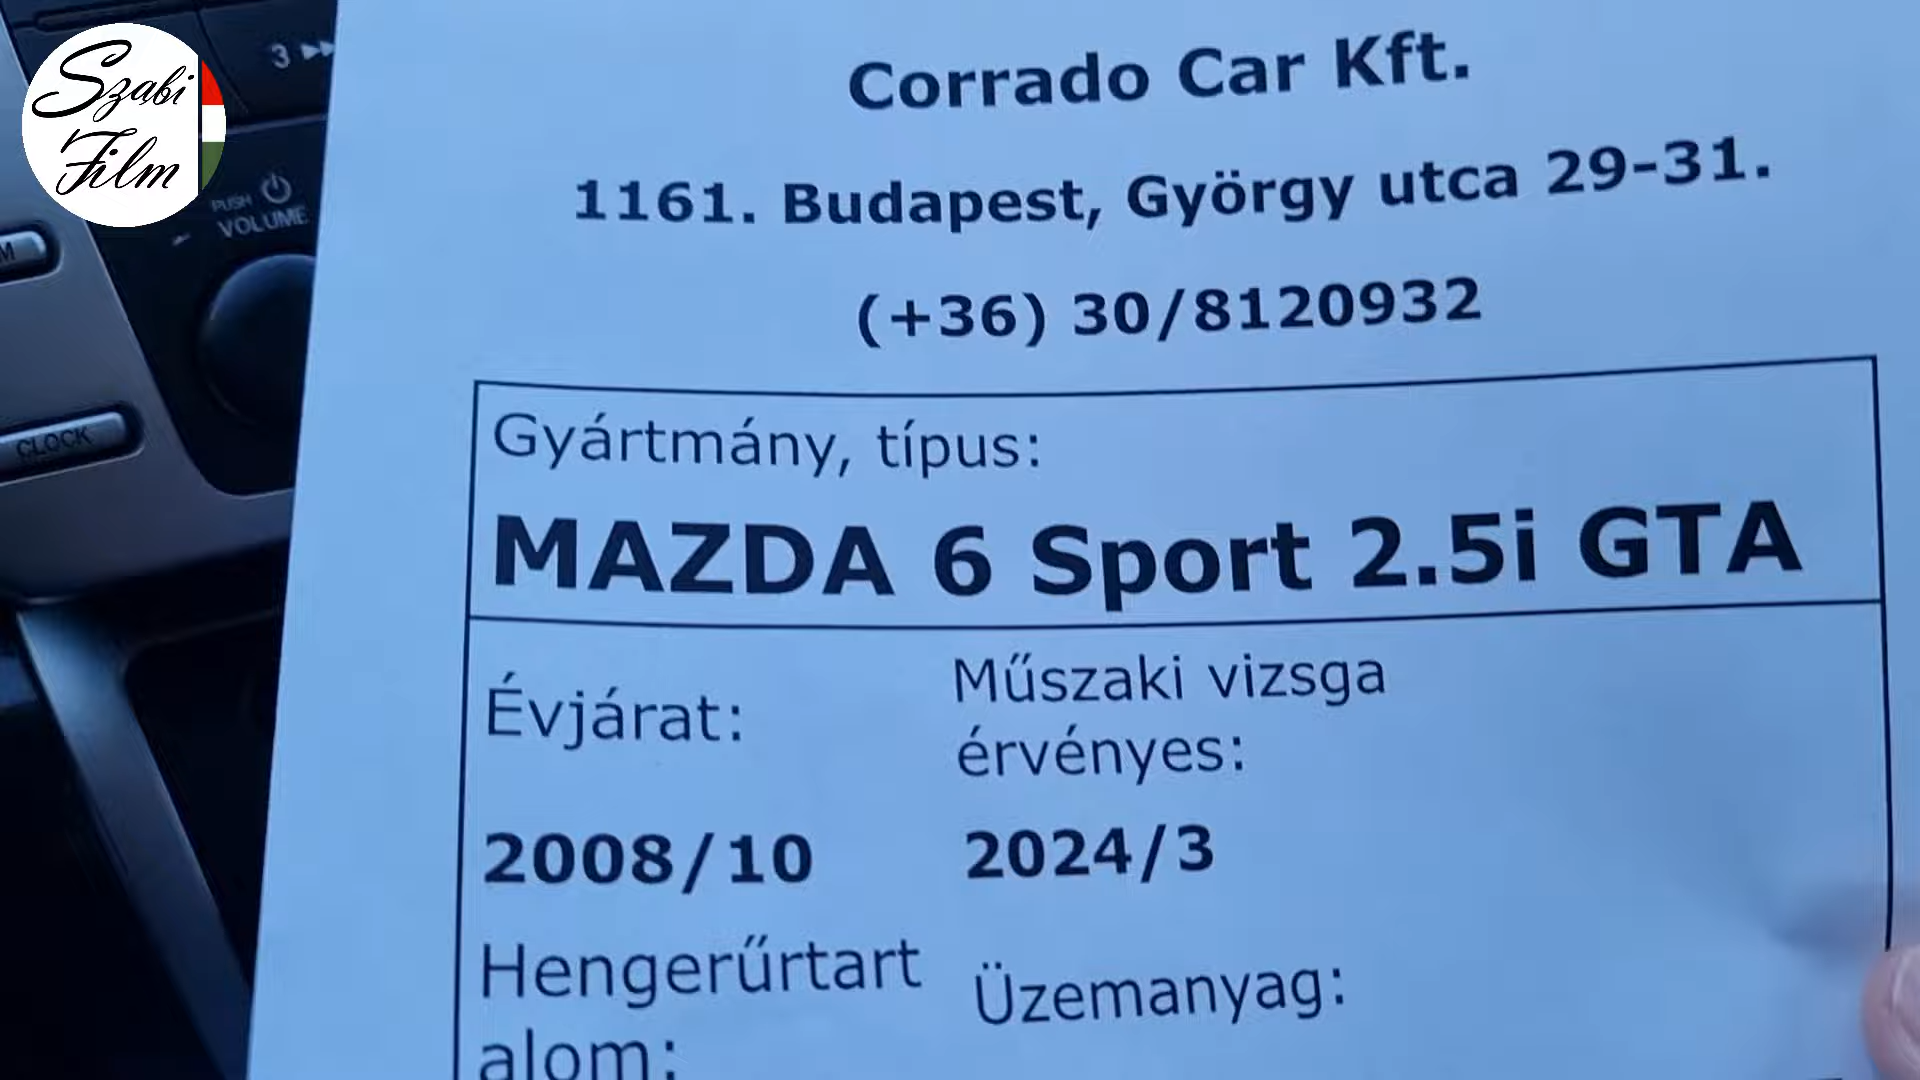 Szabi
Film
3
PUSH
VOLUME
M
CLOCK
Corrado Car Kft.
1161. Budapest, György utca 29-31.
(+36) 30/8120932
Gyártmány, típus:
MAZDA 6 Sport 2.5i GTA
Évjárat:
Műszaki vizsga
érvényes:
2008/10
2024/3
Hengerűrtart
alom:
Üzemanyag: